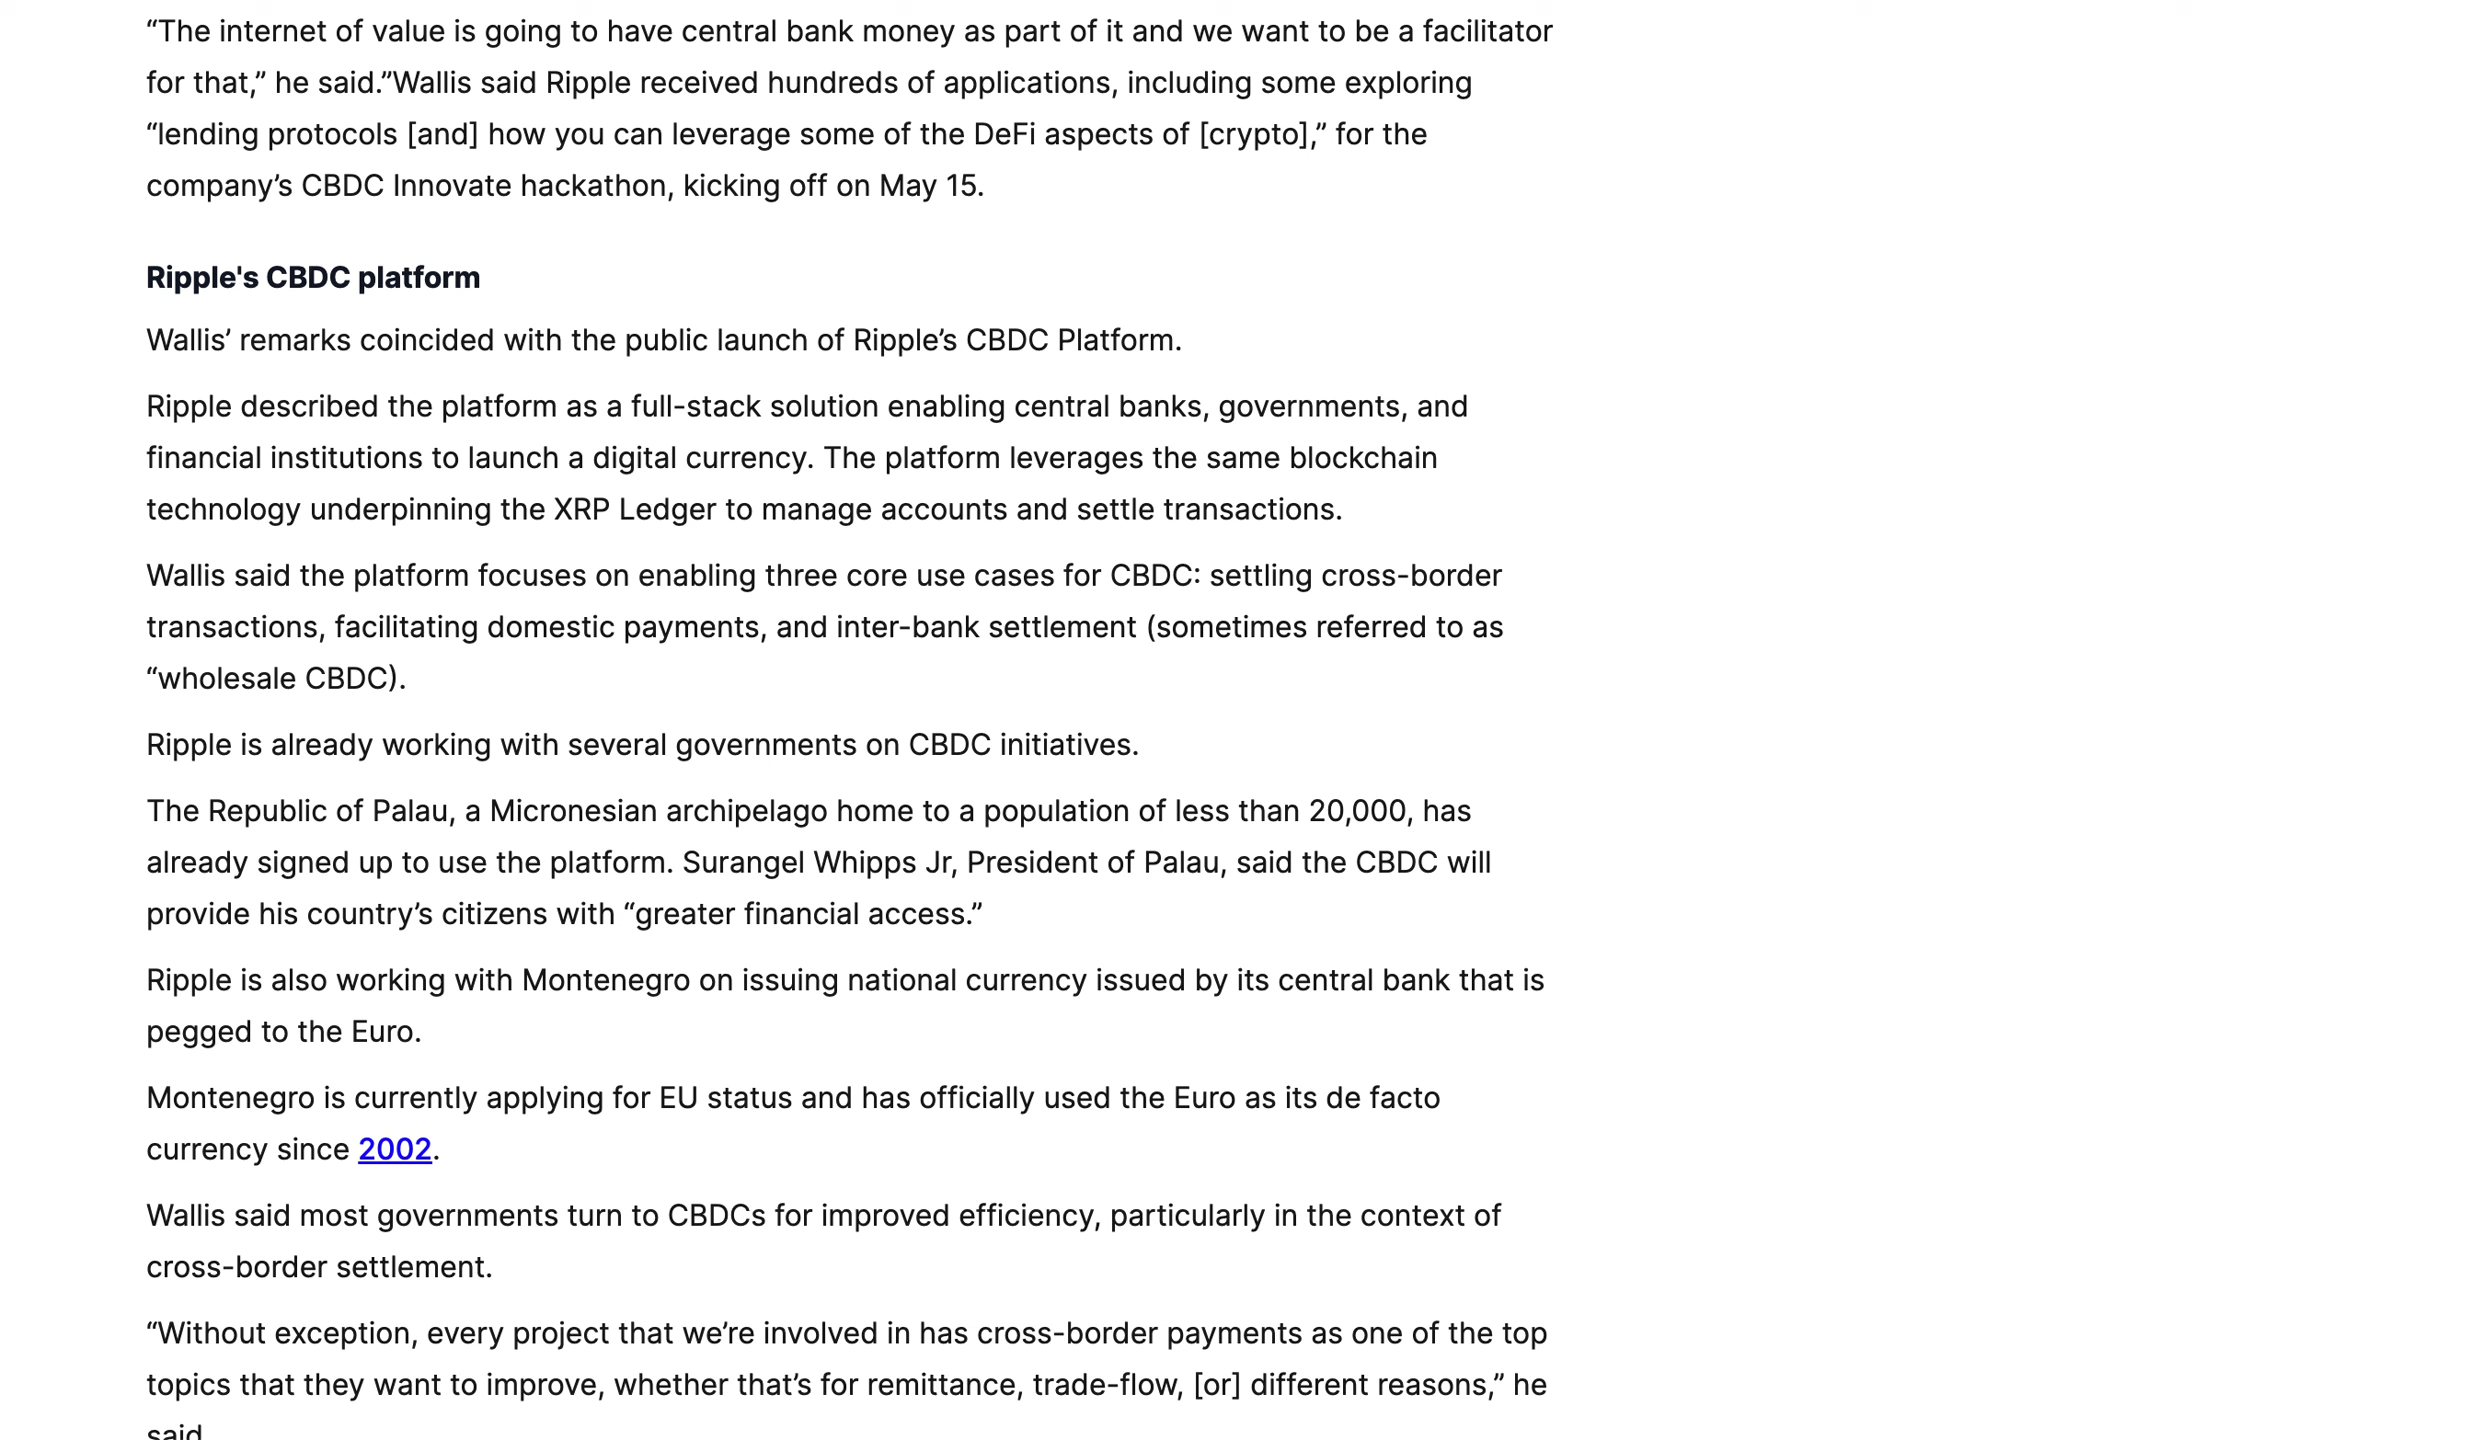 “The internet of value is going to have central bank money as part of it and we want to be a facilitator
for that,” he said.”Wallis said Ripple received hundreds of applications, including some exploring
“lending protocols [and] how you can leverage some of the DeFi aspects of [crypto],” for the
company’s CBDC Innovate hackathon, kicking off on May 15.
Ripple's CBDC platform
Wallis’ remarks coincided with the public launch of Ripple’s CBDC Platform.
Ripple described the platform as a full-stack solution enabling central banks, governments, and
financial institutions to launch a digital currency. The platform leverages the same blockchain
technology underpinning the XRP Ledger to manage accounts and settle transactions.
Wallis said the platform focuses on enabling three core use cases for CBDC: settling cross-border
transactions, facilitating domestic payments, and inter-bank settlement (sometimes referred to as
“wholesale CBDC).
Ripple is already working with several governments on CBDC initiatives.
The Republic of Palau, a Micronesian archipelago home to a population of less than 20,000, has
already signed up to use the platform. Surangel Whipps Jr, President of Palau, said the CBDC will
provide his country’s citizens with “greater financial access.”
Ripple is also working with Montenegro on issuing national currency issued by its central bank that is
pegged to the Euro.
Montenegro is currently applying for EU status and has officially used the Euro as its de facto
currency since 2002.
Wallis said most governments turn to CBDCs for improved efficiency, particularly in the context of
cross-border settlement.
“Without exception, every project that we’re involved in has cross-border payments as one of the top
topics that they want to improve, whether that’s for remittance, trade-flow, [or] different reasons,” he
said.